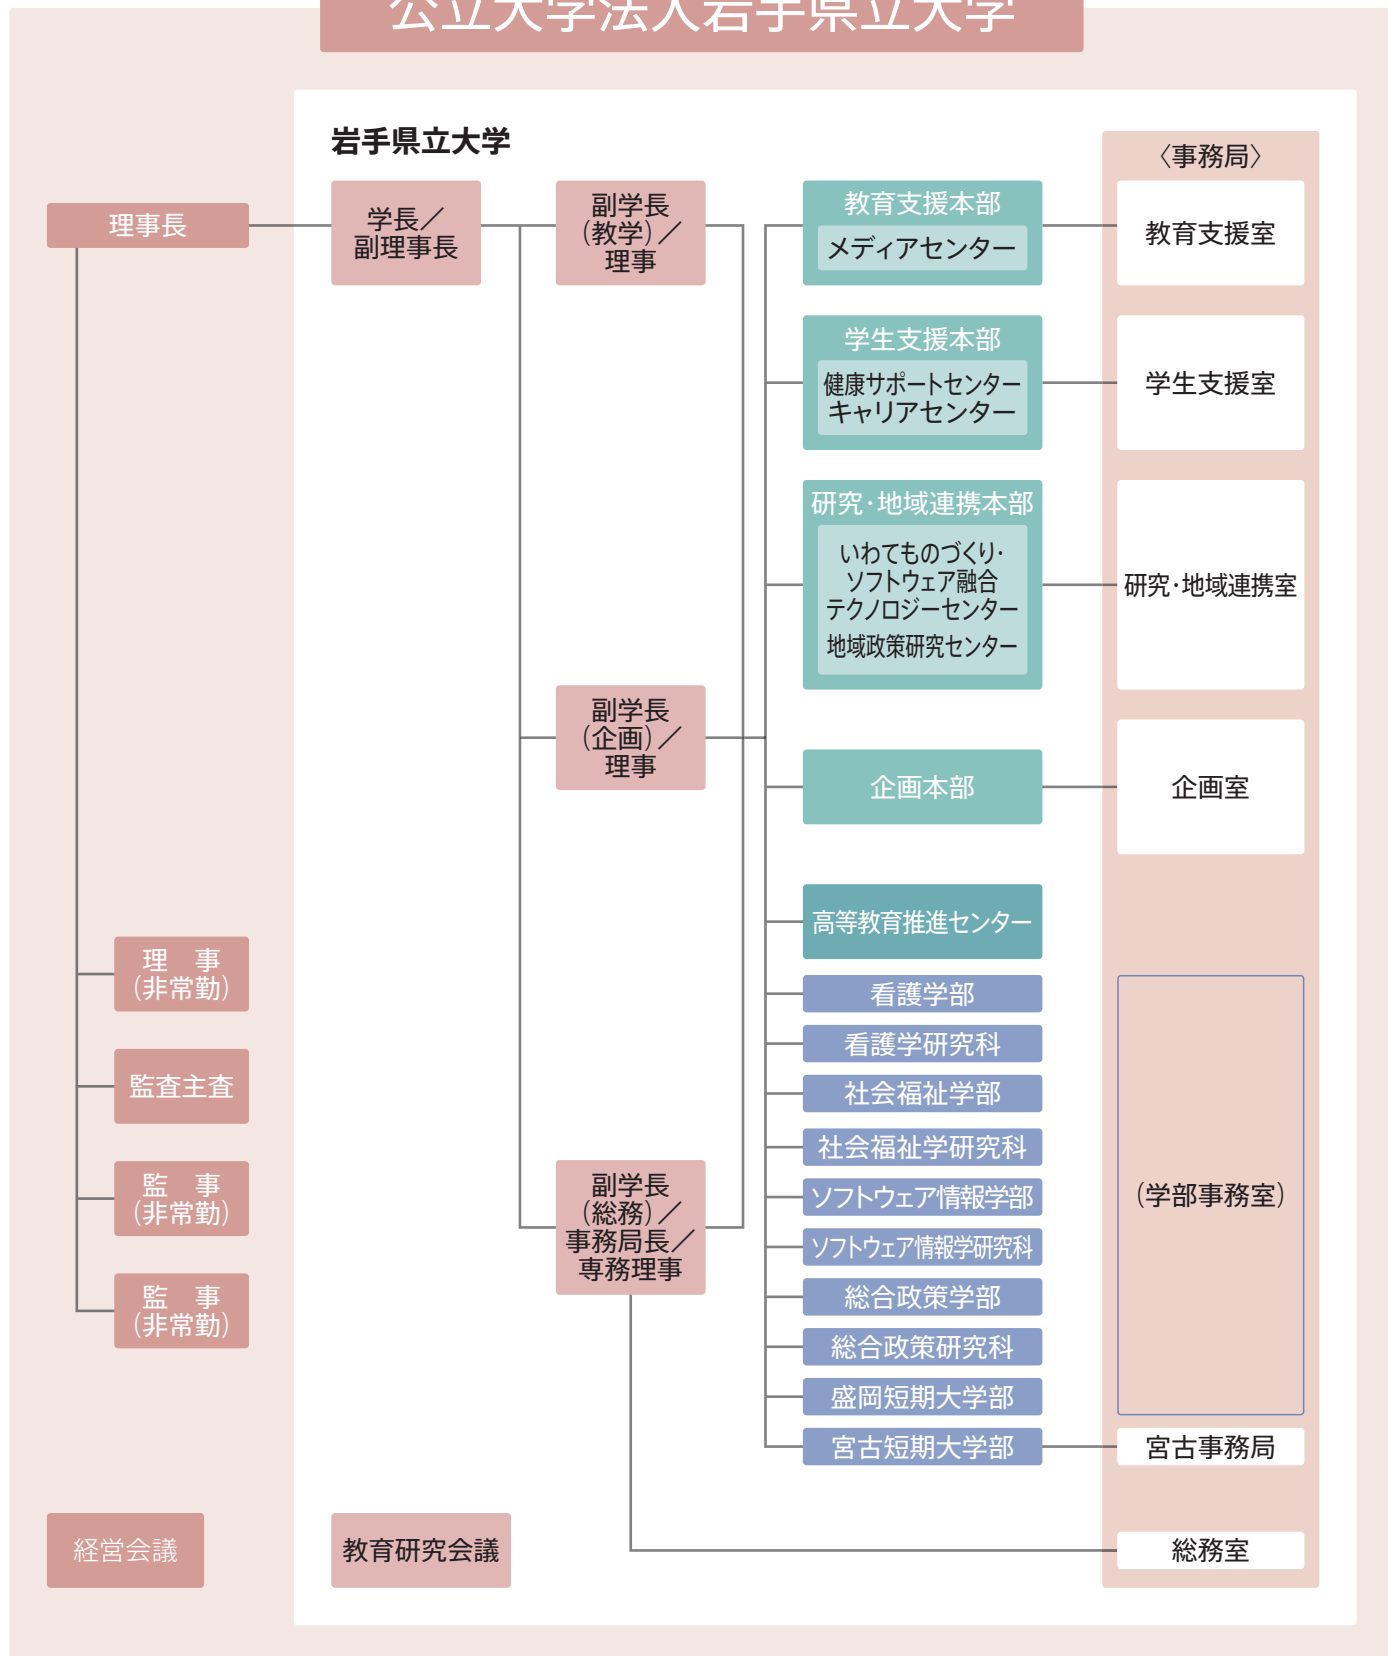 公立大学法人岩手県立大学
岩手県立大学
理事長
学長／
副理事長
副学長
（教学）／
理事
副学長
（企画）／
理事
副学長
（総務）／
事務局長／
専務理事
教育支援本部
メディアセンター
学生支援本部
健康サポートセンター
キャリアセンター
研究・地域連携本部
いわてものづくり・
ソフトウェア融合
テクノロジーセンター
地域政策研究センター
企画本部
高等教育推進センター
看護学部
看護学研究科
社会福祉学部
社会福祉学研究科
ソフトウェア情報学部
ソフトウェア情報学研究科
総合政策学部
総合政策研究科
盛岡短期大学部
宮古短期大学部
〈事務局〉
教育支援室
学生支援室
研究・地域連携室
企画室
（学部事務室）
宮古事務局
総務室
理　事
（非常勤）
監査主査
監　事
（非常勤）
監　事
（非常勤）
経営会議
教育研究会議